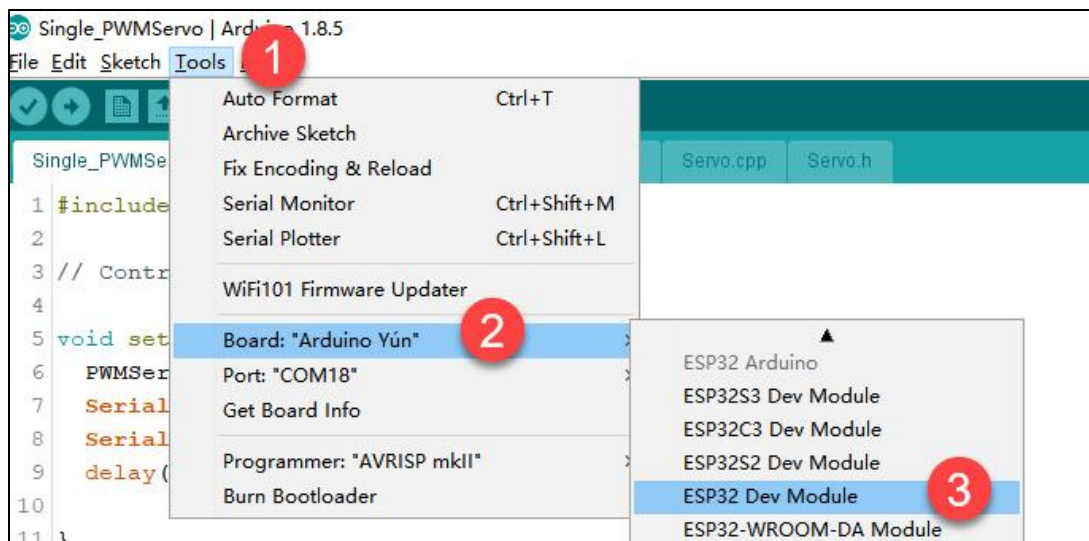 Single_PWMServo | Arduino 1.8.5
File Edit Sketch Tools
1
Auto Format Ctrl+T
Archive Sketch
Fix Encoding & Reload
Serial Monitor Ctrl+Shift+M
Serial Plotter Ctrl+Shift+L
WiFi101 Firmware Updater
Board: "Arduino Yún"
2
Port: "COM18"
Get Board Info
Programmer: "AVRISP mkII"
Burn Bootloader
ESP32 Arduino
ESP32S3 Dev Module
ESP32C3 Dev Module
ESP32S2 Dev Module
ESP32 Dev Module
3
ESP32-WROOM-DA Module
Single_PWMSe Servo.cpp Servo.h
1 #include
2
3 // Contr
4
5 void set
6 PWMSer
7 Serial
8 Serial
9 delay(
10
11 }